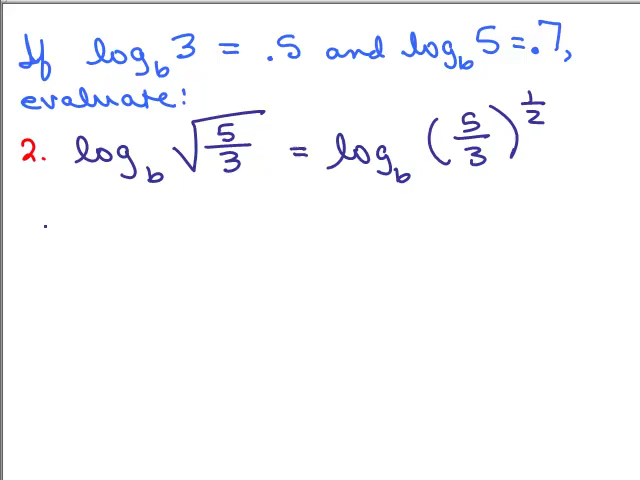 If log_b 3 = .5 and log_b 5 = .7,
evaluate:
2. log_b √(5/3) = log_b (5/3)^(1/2)